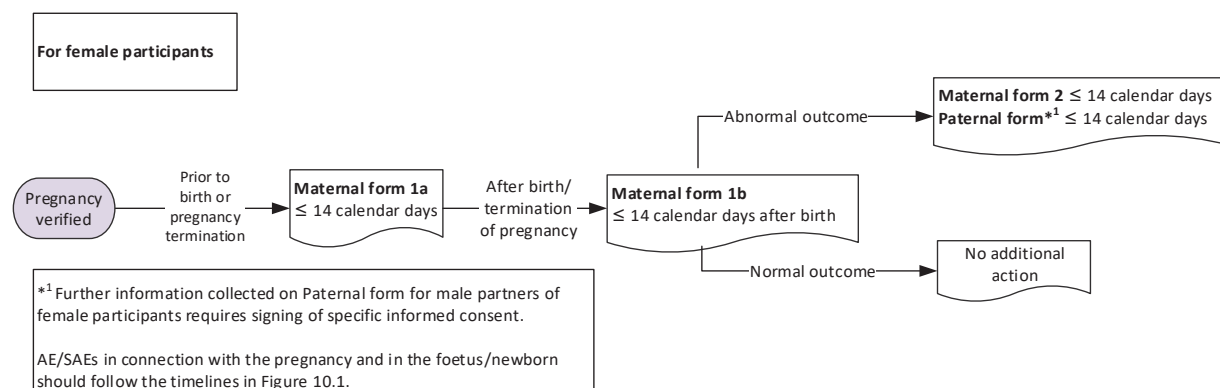 For female participants
Abnormal outcome
Maternal form 2 ≤ 14 calendar days
Paternal form*1 ≤ 14 calendar days
Pregnancy
verified
Prior to
birth or
pregnancy
termination
Maternal form 1a
≤ 14 calendar days
After birth/
termination
of pregnancy
Maternal form 1b
≤ 14 calendar days after birth
Normal outcome
No additional
action
*1 Further information collected on Paternal form for male partners of
female participants requires signing of specific informed consent.
AE/SAEs in connection with the pregnancy and in the foetus/newborn
should follow the timelines in Figure 10.1.